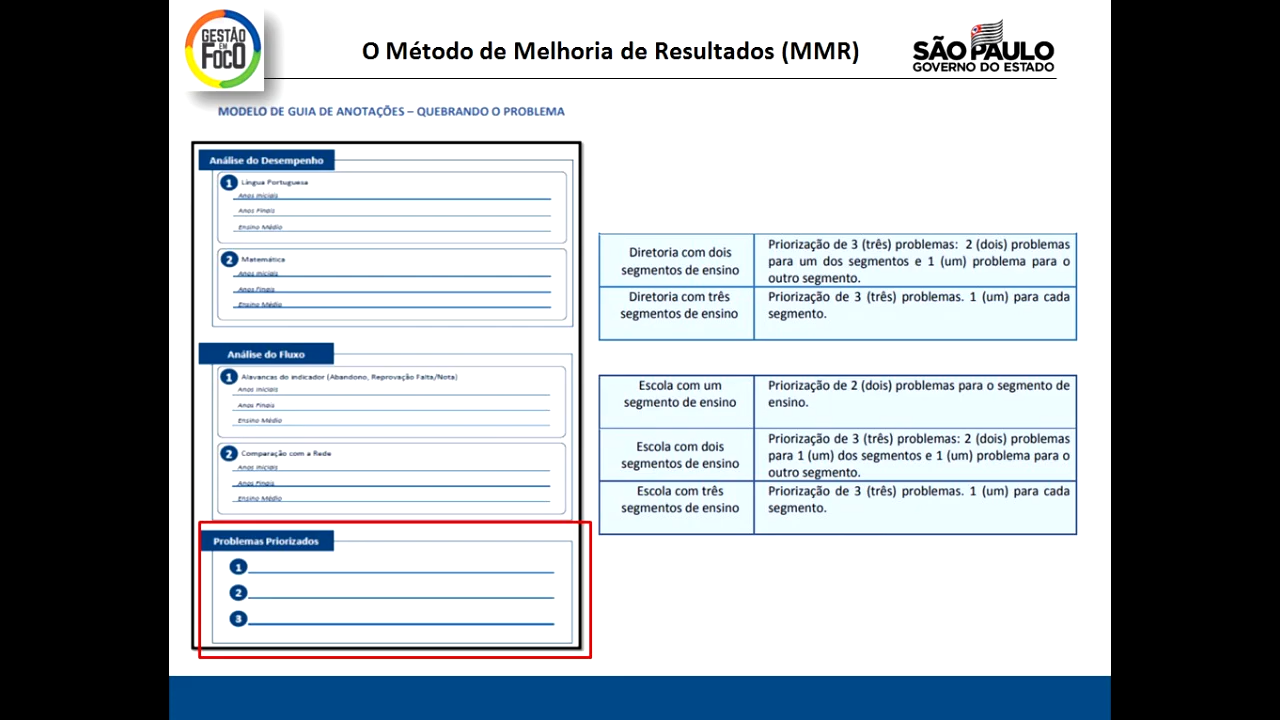 GESTÃO
EM
FOCO
O Método de Melhoria de Resultados (MMR)
SÃO PAULO
GOVERNO DO ESTADO
MODELO DE GUIA DE ANOTAÇÕES – QUEBRANDO O PROBLEMA
Análise do Desempenho
1 Língua Portuguesa
Anos Iniciais
Anos Finais
Ensino Médio
2 Matemática
Anos Iniciais
Anos Finais
Ensino Médio
Análise do Fluxo
1 Alavancas do indicador (Abandono, Reprovação Falta/Nota)
Anos Iniciais
Anos Finais
Ensino Médio
2 Comparação com a Rede
Anos Iniciais
Anos Finais
Ensino Médio
Problemas Priorizados
1
2
3
Diretoria com dois
segmentos de ensino
Priorização de 3 (três) problemas: 2 (dois) problemas
para um dos segmentos e 1 (um) problema para o
outro segmento.
Diretoria com três
segmentos de ensino
Priorização de 3 (três) problemas. 1 (um) para cada
segmento.
Escola com um
segmento de ensino
Priorização de 2 (dois) problemas para o segmento de
ensino.
Escola com dois
segmentos de ensino
Priorização de 3 (três) problemas: 2 (dois) problemas
para 1 (um) dos segmentos e 1 (um) problema para o
outro segmento.
Escola com três
segmentos de ensino
Priorização de 3 (três) problemas. 1 (um) para cada
segmento.